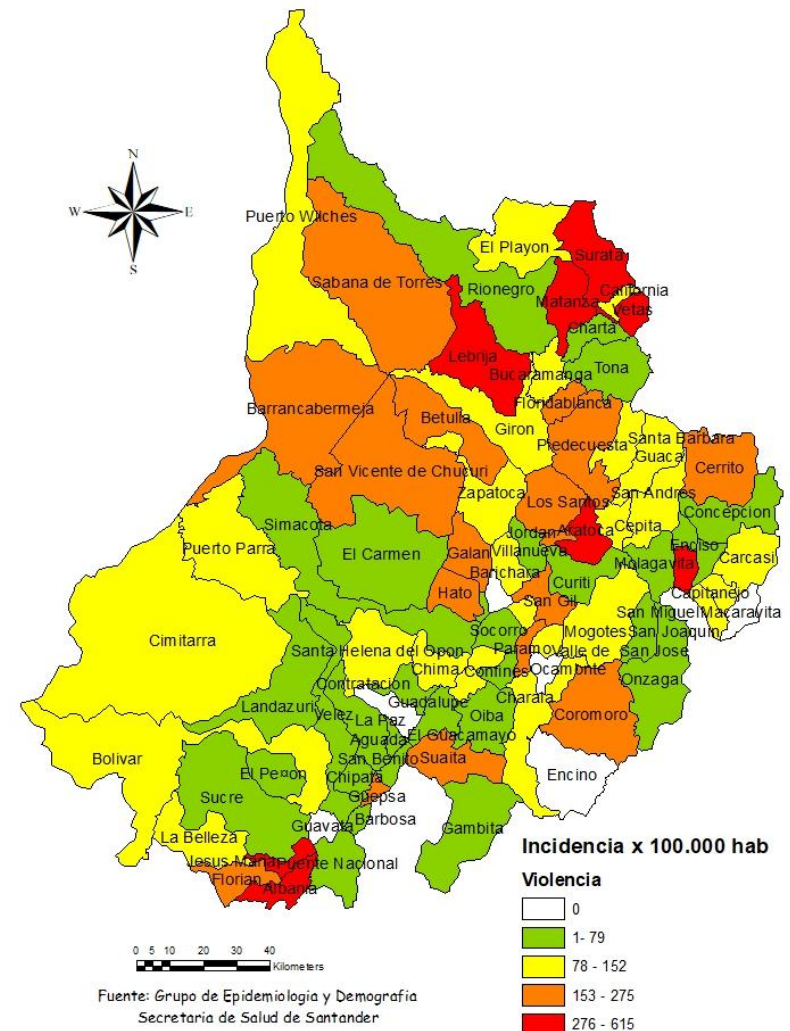 N
W E
S
Puerto Wilches
El Playon
Surata
Sabana de Torres
Rionegro
California
Matanza
Vetas
Charta
Lebrija
Tona
Bucaramanga
Floridablanca
Barrancabermeja
Betulia
Giron
Piedecuesta
Santa Barbara
Guaca
Cerrito
San Vicente de Chucuri
Zapatoca
Los Santos
San Andres
Concepcion
Simacota
Jordan
Aratoca
Cepita
Enciso
Puerto Parra
El Carmen
Galan
Villanueva
Molagavita
Carcasi
Barichara
Curiti
Hato
San Gil
Capitanejo
San Miguel
Macaravita
Cimitarra
Socorro
Mogotes
San Joaquin
Santa Helena del Opon
Paramo
Valle de San Jose
Chima
Confines
Ocamonte
Contratacion
Onzaga
Landazuri
Guadalupe
Charala
Velez
La Paz
Oiba
Coromoro
Aguada
El Guacamayo
Bolivar
San Benito
Suaita
El Peñon
Chipata
Encino
Sucre
Güepsa
Barbosa
Guavata
Gambita
La Belleza
Jesus Maria
Puente Nacional
Florian
Albania
Incidencia x 100.000 hab
Violencia
0
1- 79
78 - 152
153 - 275
276 - 615
0 5 10 20 30 40
Kilometers
Fuente: Grupo de Epidemiologia y Demografia
Secretaria de Salud de Santander